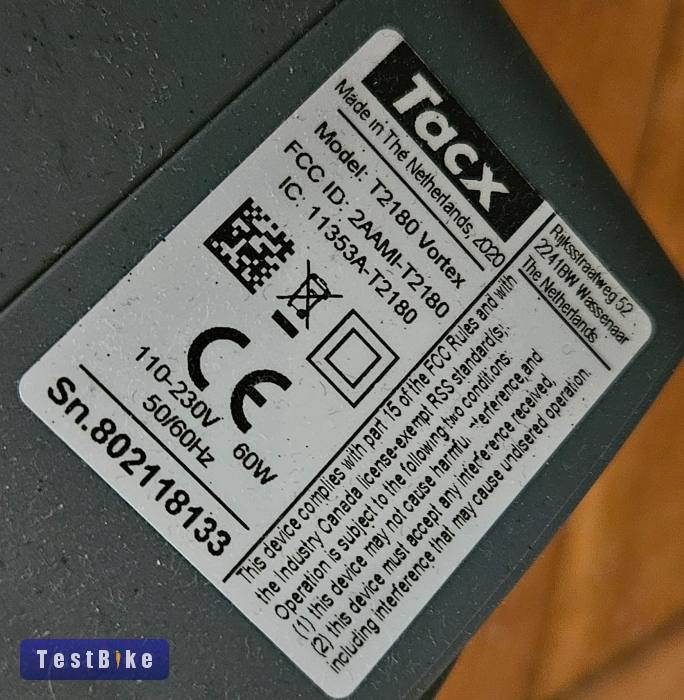 Tacx
Made in The Netherlands, 2020
Model: T2180 Vortex
FCC ID: 2AAMI-T2180
IC: 11353A-T2180
CE
110-230V
50/60Hz 60W
Sn.802118133
Rijksstraatweg 52
2241BW Wassenaar
The Netherlands
This device complies with part 15 of the FCC Rules and with
the Industry Canada license-exempt RSS standard(s).
Operation is subject to the following two conditions:
(1) this device may not cause harmful and
(2) this device must accept any interference received,
including interference that may cause undisered operation.
TestBike